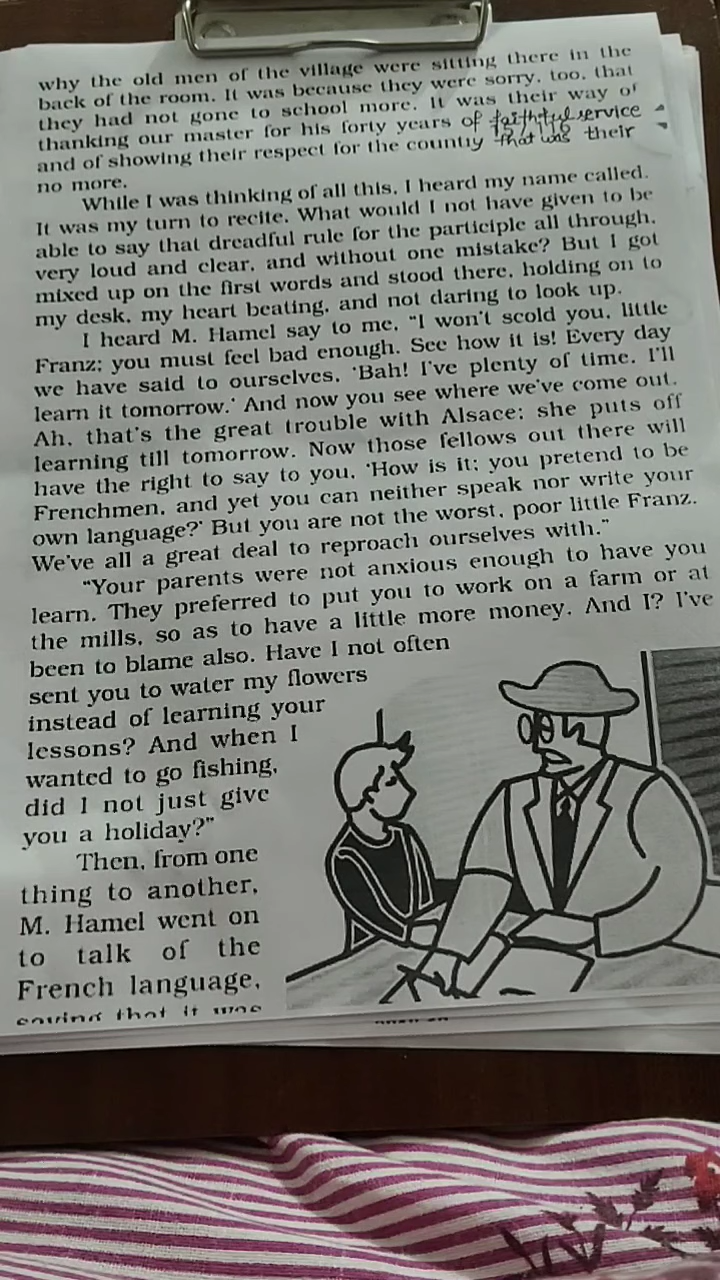 why the old men of the village were sitting there in the
back of the room. It was because they were sorry, too, that
they had not gone to school more. It was their way of
thanking our master for his forty years of faithful service
and of showing their respect for the country that was their
no more.
While I was thinking of all this, I heard my name called.
It was my turn to recite. What would I not have given to be
able to say that dreadful rule for the participle all through,
very loud and clear, and without one mistake? But I got
mixed up on the first words and stood there, holding on to
my desk, my heart beating, and not daring to look up.
I heard M. Hamel say to me, “I won't scold you, little
Franz; you must feel bad enough. See how it is! Every day
we have said to ourselves, ‘Bah! I've plenty of time. I'll
learn it tomorrow.’ And now you see where we've come out.
Ah, that's the great trouble with Alsace; she puts off
learning till tomorrow. Now those fellows out there will
have the right to say to you, ‘How is it; you pretend to be
Frenchmen, and yet you can neither speak nor write your
own language?’ But you are not the worst, poor little Franz.
We've all a great deal to reproach ourselves with.”
“Your parents were not anxious enough to have you
learn. They preferred to put you to work on a farm or at
the mills, so as to have a little more money. And I? I've
been to blame also. Have I not often
sent you to water my flowers
instead of learning your
lessons? And when I
wanted to go fishing,
did I not just give
you a holiday?”
Then, from one
thing to another,
M. Hamel went on
to talk of the
French language,
saying that it was